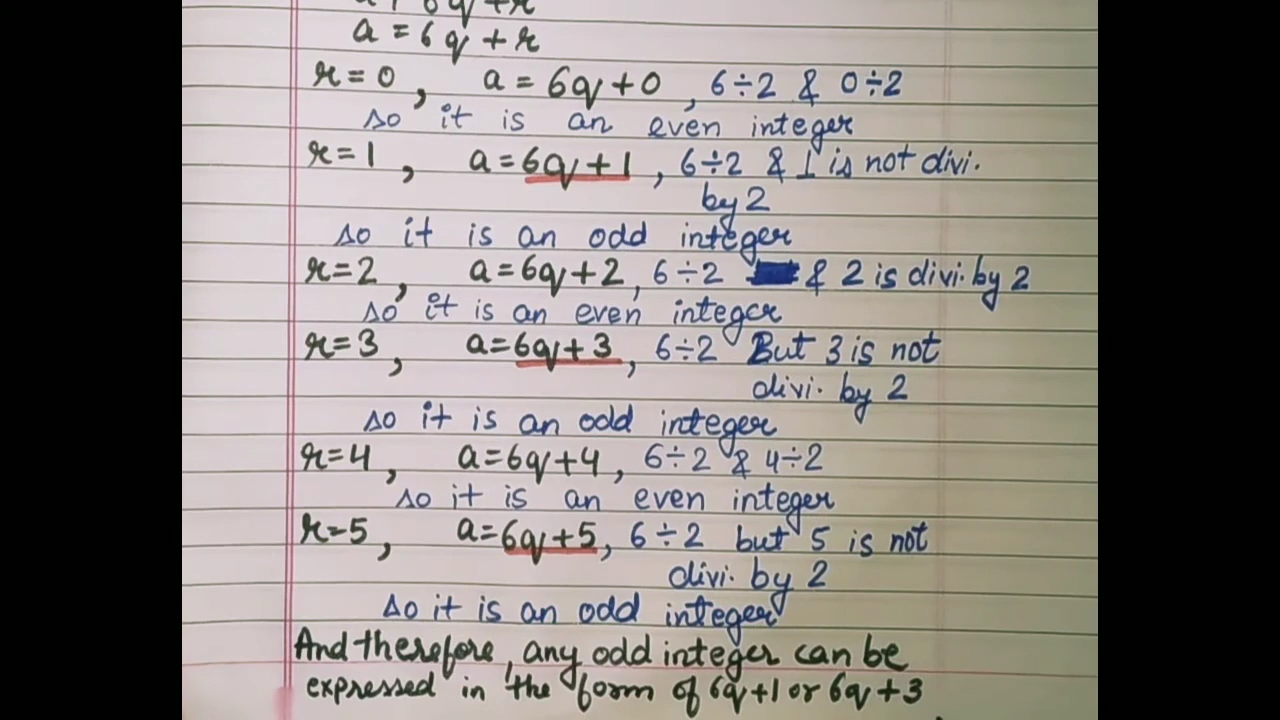 a = 6q + r
r = 0 , a = 6q + 0 , 6÷2 & 0÷2
so it is an even integer
r = 1 , a = 6q + 1 , 6÷2 & 1 is not divi.
by 2
so it is an odd integer
r = 2 , a = 6q + 2 , 6÷2 & 2 is divi. by 2
so it is an even integer
r = 3 , a = 6q + 3 , 6÷2 But 3 is not
divi. by 2
so it is an odd integer
r = 4 , a = 6q + 4 , 6÷2 & 4÷2
so it is an even integer
r = 5 , a = 6q + 5 , 6÷2 but 5 is not
divi. by 2
so it is an odd integer
And therefore , any odd integer can be
expressed in the form of 6q + 1 or 6q + 3